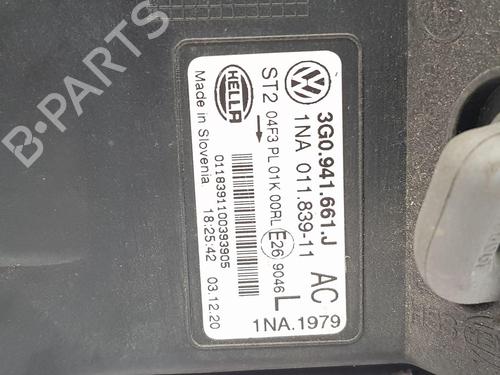 3G0.941.661.J
1NA 011.839-11 AC
ST2 04F3 PL 01K 00RL E26 9046 L
HELLA
1NA.1979
0118391100393905
Made in Slovenia 18:25:42 03.12.20
B-PARTS